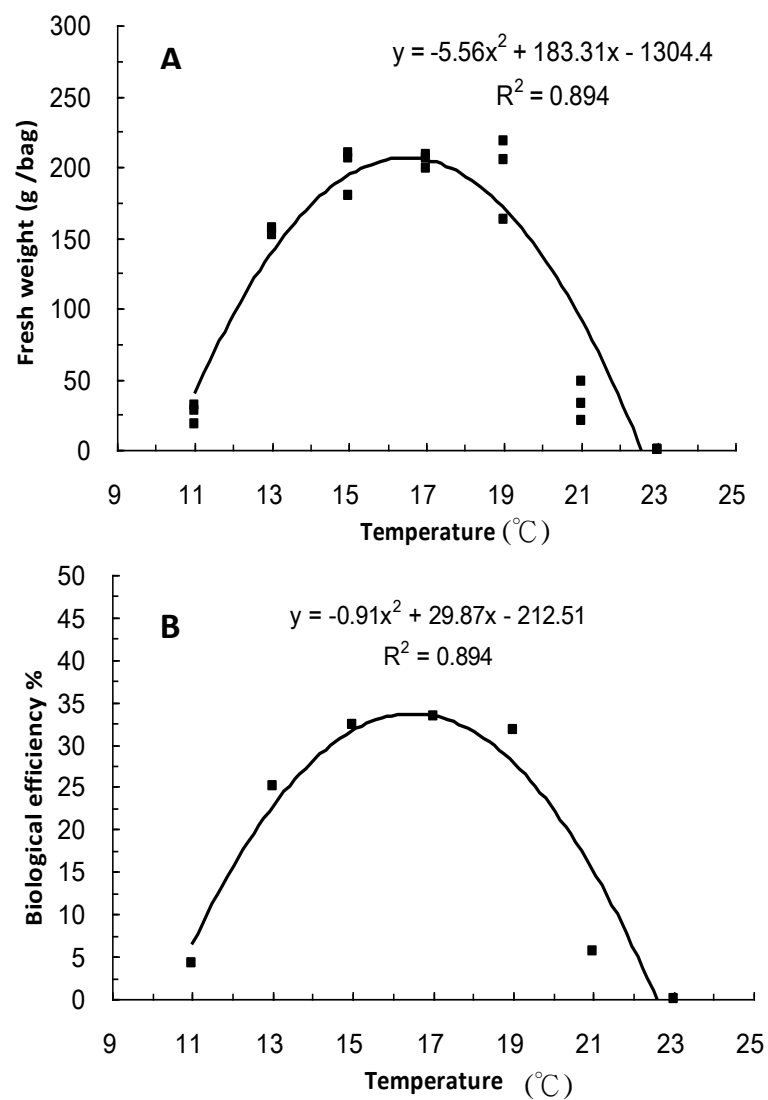 A
y = -5.56x² + 183.31x - 1304.4
R² = 0.894
Fresh weight (g /bag)
300
250
200
150
100
50
0
9 11 13 15 17 19 21 23 25
Temperature (℃)
B
y = -0.91x² + 29.87x - 212.51
R² = 0.894
Biological efficiency %
50
45
40
35
30
25
20
15
10
5
0
9 11 13 15 17 19 21 23 25
Temperature (℃)